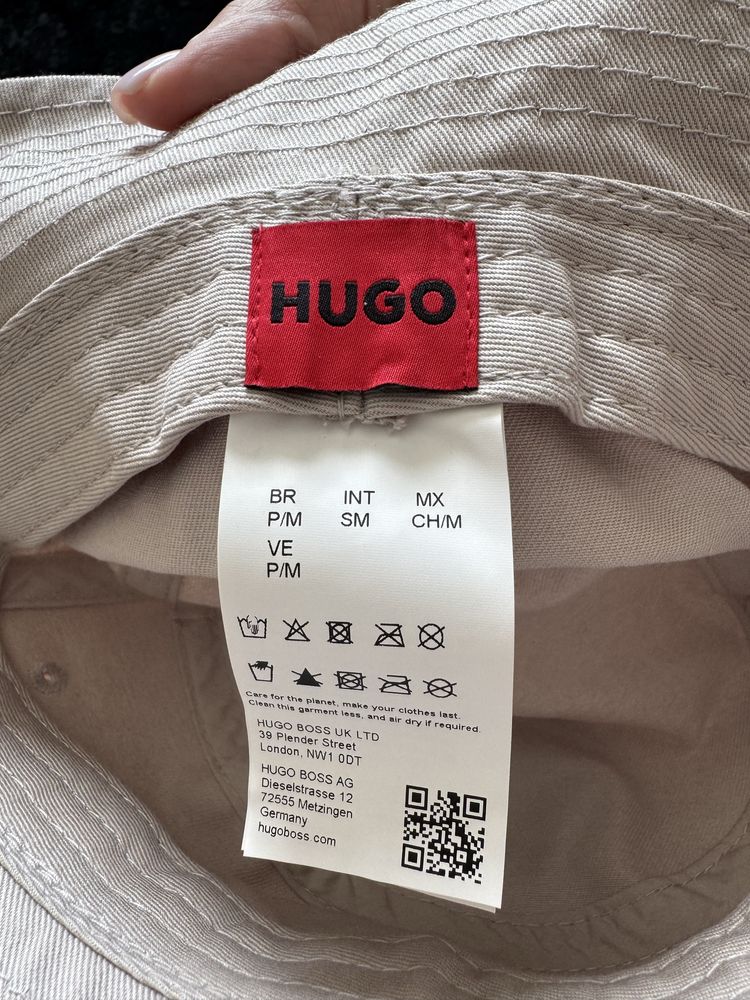 HUGO
BR INT MX
P/M SM CH/M
VE
P/M
Care for the planet, make your clothes last.
Clean this garment less, and air dry if required.
HUGO BOSS UK LTD
39 Plender Street
London, NW1 0DT
HUGO BOSS AG
Dieselstrasse 12
72555 Metzingen
Germany
hugoboss.com